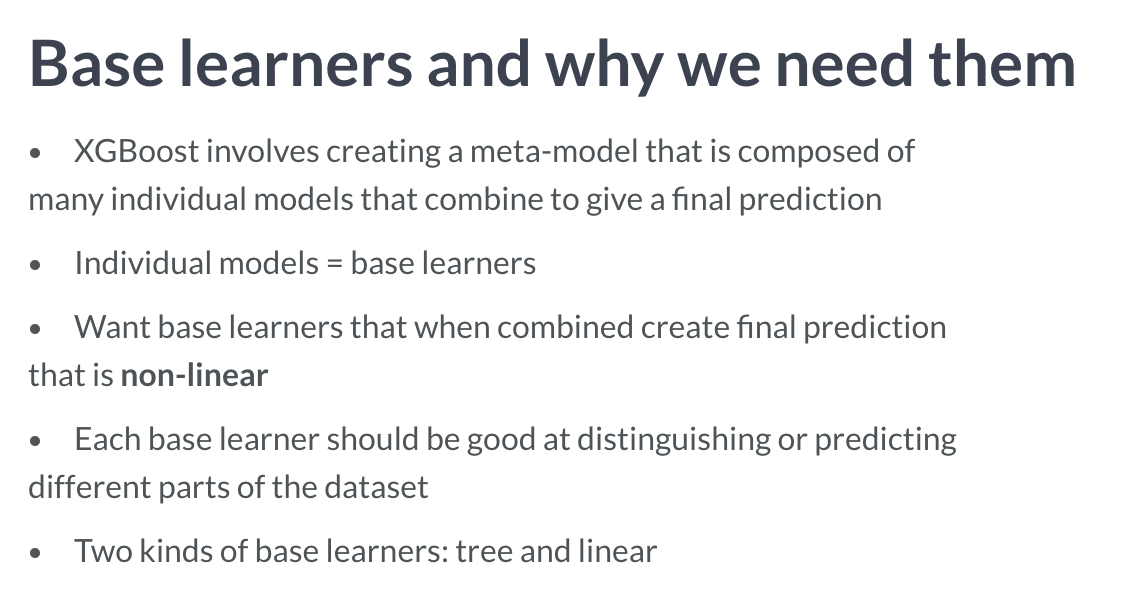 Base learners and why we need them
• XGBoost involves creating a meta-model that is composed of
many individual models that combine to give a final prediction
• Individual models = base learners
• Want base learners that when combined create final prediction
that is non-linear
• Each base learner should be good at distinguishing or predicting
different parts of the dataset
• Two kinds of base learners: tree and linear